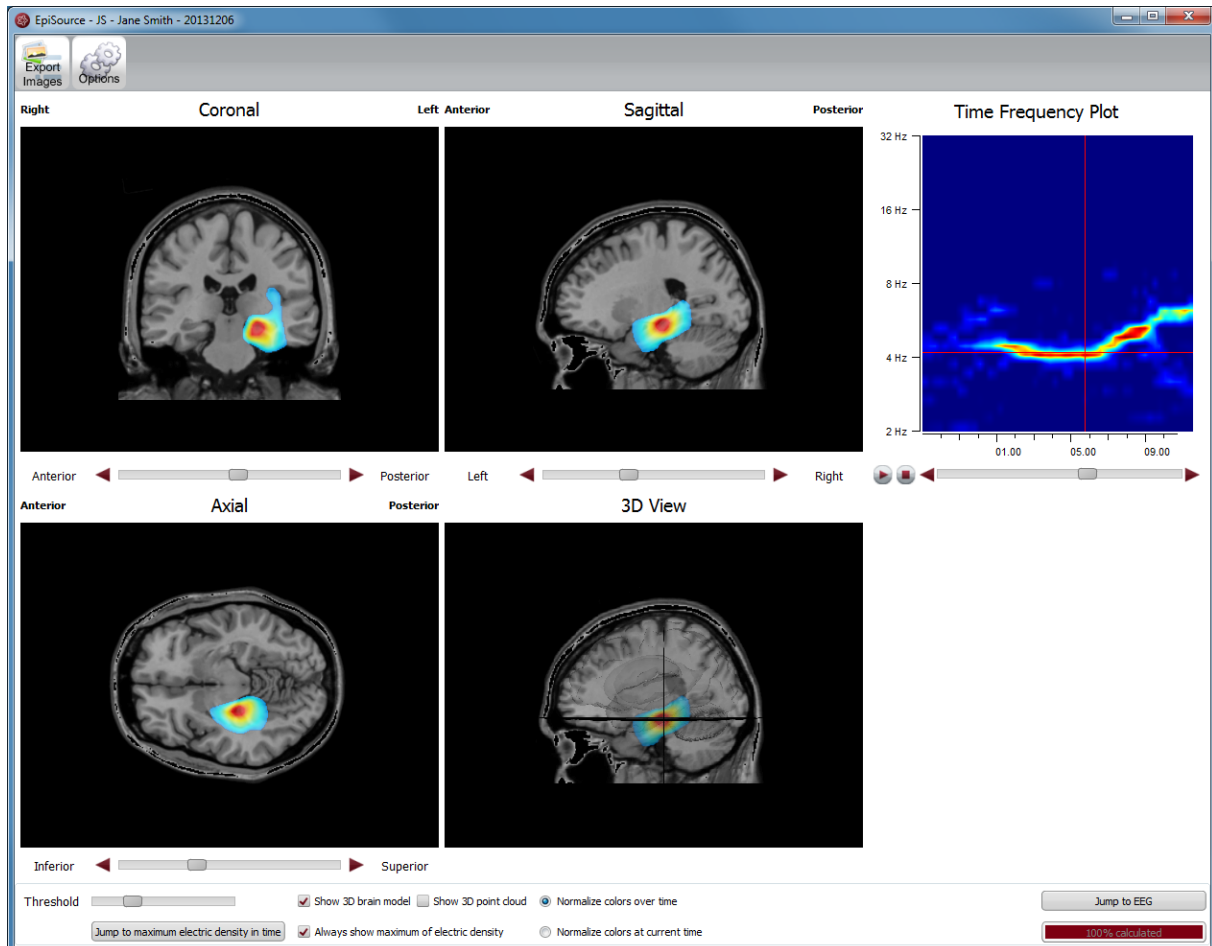 EpiSource - JS - Jane Smith - 20131206
Export
Images
Options
Right Coronal Left
Anterior Sagittal Posterior
Time Frequency Plot
32 Hz
16 Hz
8 Hz
4 Hz
2 Hz
01.00 05.00 09.00
Anterior Posterior
Left Right
Anterior Axial Posterior
3D View
Inferior Superior
Threshold
Show 3D brain model
Show 3D point cloud
Normalize colors over time
Jump to EEG
Jump to maximum electric density in time
Always show maximum of electric density
Normalize colors at current time
100% calculated